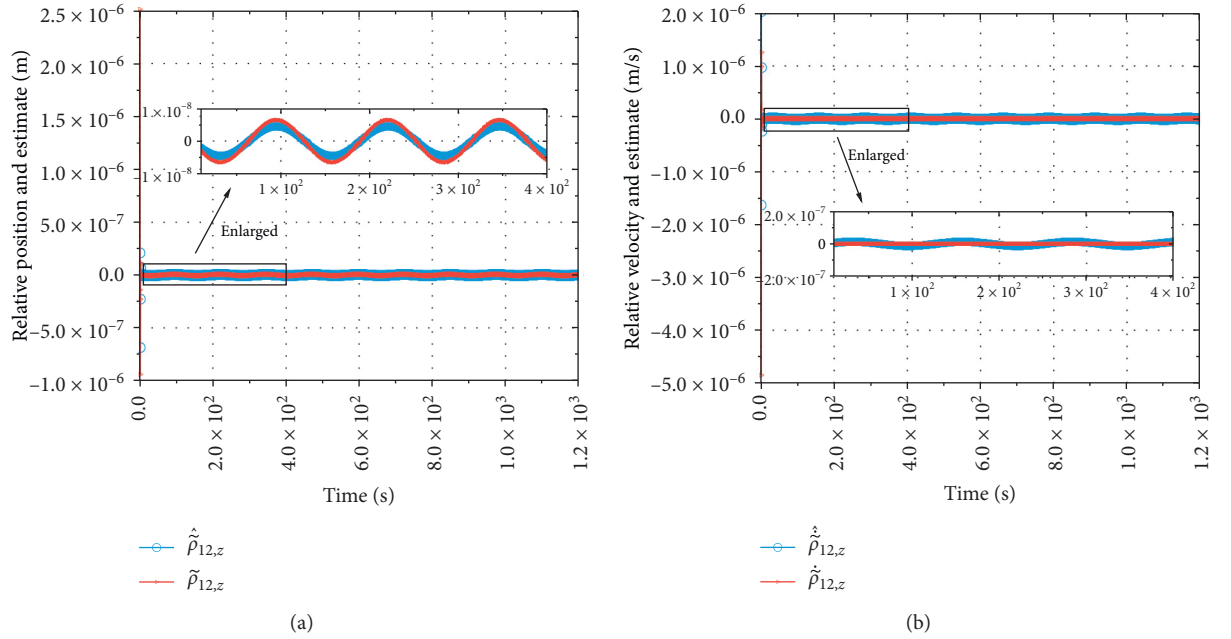 Relative position and estimate (m)
2.5 × 10⁻⁶
2.0 × 10⁻⁶
1.5 × 10⁻⁶
1.0 × 10⁻⁶
5.0 × 10⁻⁷
0.0
−5.0 × 10⁻⁷
−1.0 × 10⁻⁶
1 × 10⁻⁸
0
1 × 10⁻⁸
1 × 10² 2 × 10² 3 × 10² 4 × 10²
Enlarged
0.0 2.0 × 10² 4.0 × 10² 6.0 × 10² 8.0 × 10² 1.0 × 10³ 1.2 × 10³
Time (s)
ρ̃̂₁₂,z
ρ̃₁₂,z
(a)
Relative velocity and estimate (m/s)
2.0 × 10⁻⁶
1.0 × 10⁻⁶
0.0
−1.0 × 10⁻⁶
−2.0 × 10⁻⁶
−3.0 × 10⁻⁶
−4.0 × 10⁻⁶
−5.0 × 10⁻⁶
Enlarged
2.0 × 10⁻⁷
0
−2.0 × 10⁻⁷
1 × 10² 2 × 10² 3 × 10² 4 × 10²
0.0 2.0 × 10² 4.0 × 10² 6.0 × 10² 8.0 × 10² 1.0 × 10³ 1.2 × 10³
Time (s)
ρ̃̇̂₁₂,z
ρ̃̇₁₂,z
(b)